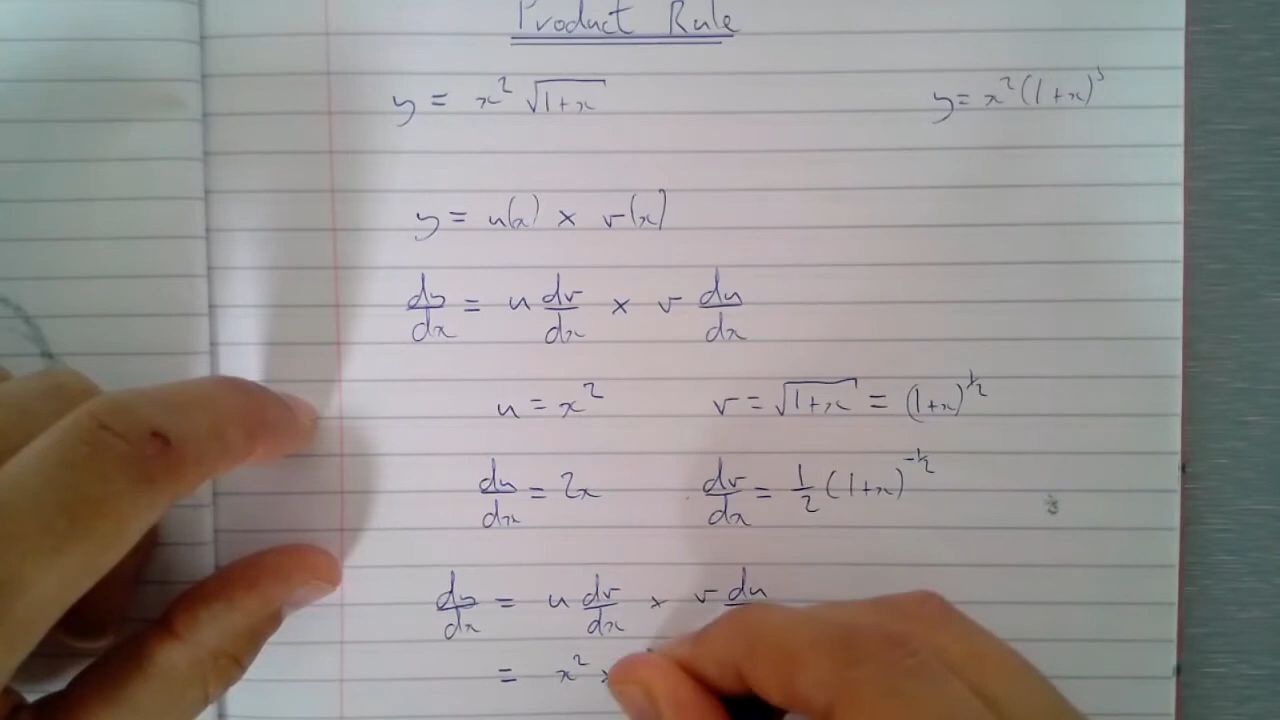 Product Rule
y = x² √(1+x) y = x²(1+x)³
y = u(x) × v(x)
dy/dx = u dv/dx × v du/dx
u = x² v = √(1+x) = (1+x)^½
du/dx = 2x dv/dx = ½ (1+x)^-½
dy/dx = u dv/dx × v du
= x² ×